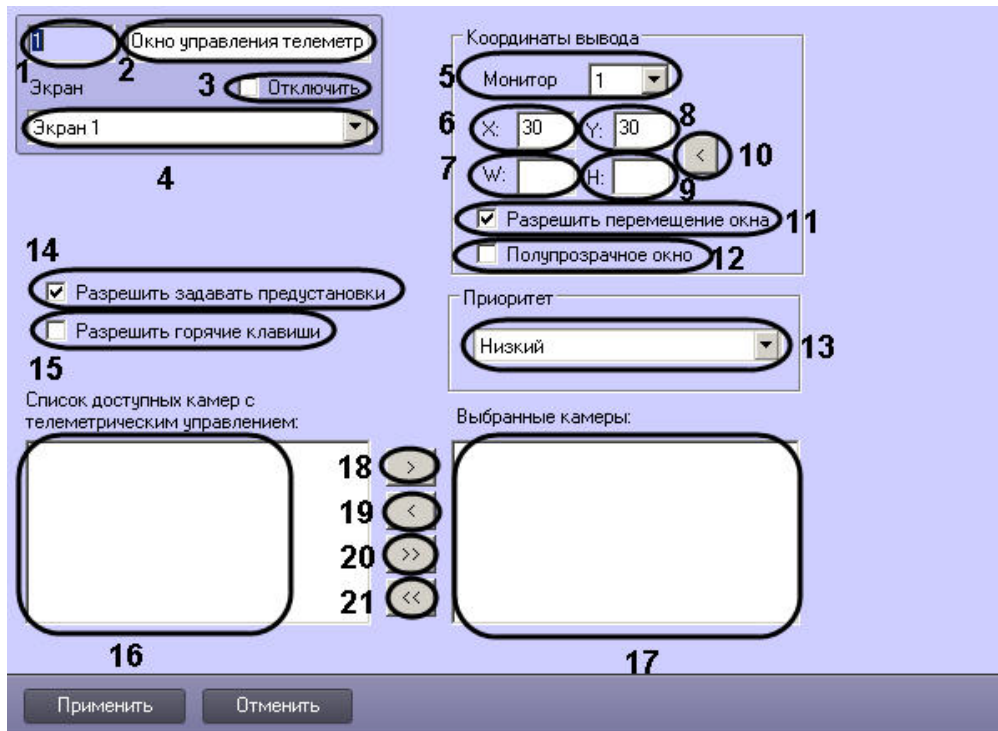 1
Окно управления телеметр
1
2
Экран
3
Отключить
Экран 1
4
Координаты вывода
5
Монитор
1
6
X:
30
Y:
30
8
7
W:
H:
9
<
10
Разрешить перемещение окна
11
Полупрозрачное окно
12
14
Разрешить задавать предустановки
Разрешить горячие клавиши
15
Приоритет
Низкий
13
Список доступных камер с
телеметрическим управлением:
Выбранные камеры:
18
>
19
<
20
>>
21
<<
16
17
Применить
Отменить